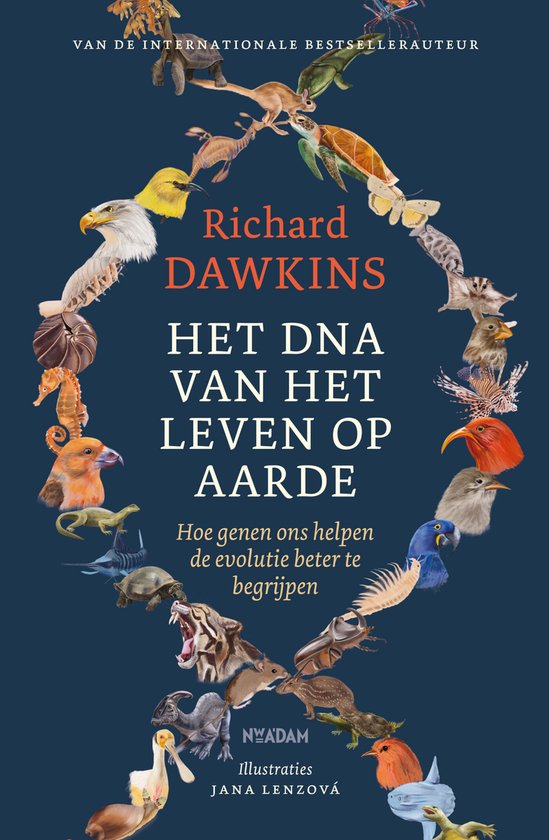 VAN DE INTERNATIONALE BESTSELLERAUTEUR
Richard
DAWKINS
HET DNA
VAN HET
LEVEN OP
AARDE
Hoe genen ons helpen
de evolutie beter te
begrijpen
NWADAM
Illustraties
JANA LENZOVÁ